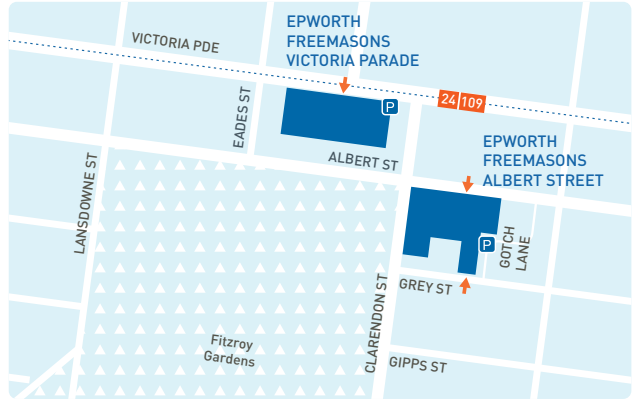 EPWORTH
FREEMASONS
VICTORIA PARADE
VICTORIA PDE
24 109
P
EADES ST
ALBERT ST
EPWORTH
FREEMASONS
ALBERT STREET
LANSDOWNE ST
P
GOTCH
LANE
GREY ST
CLARENDON ST
Fitzroy
Gardens
GIPPS ST